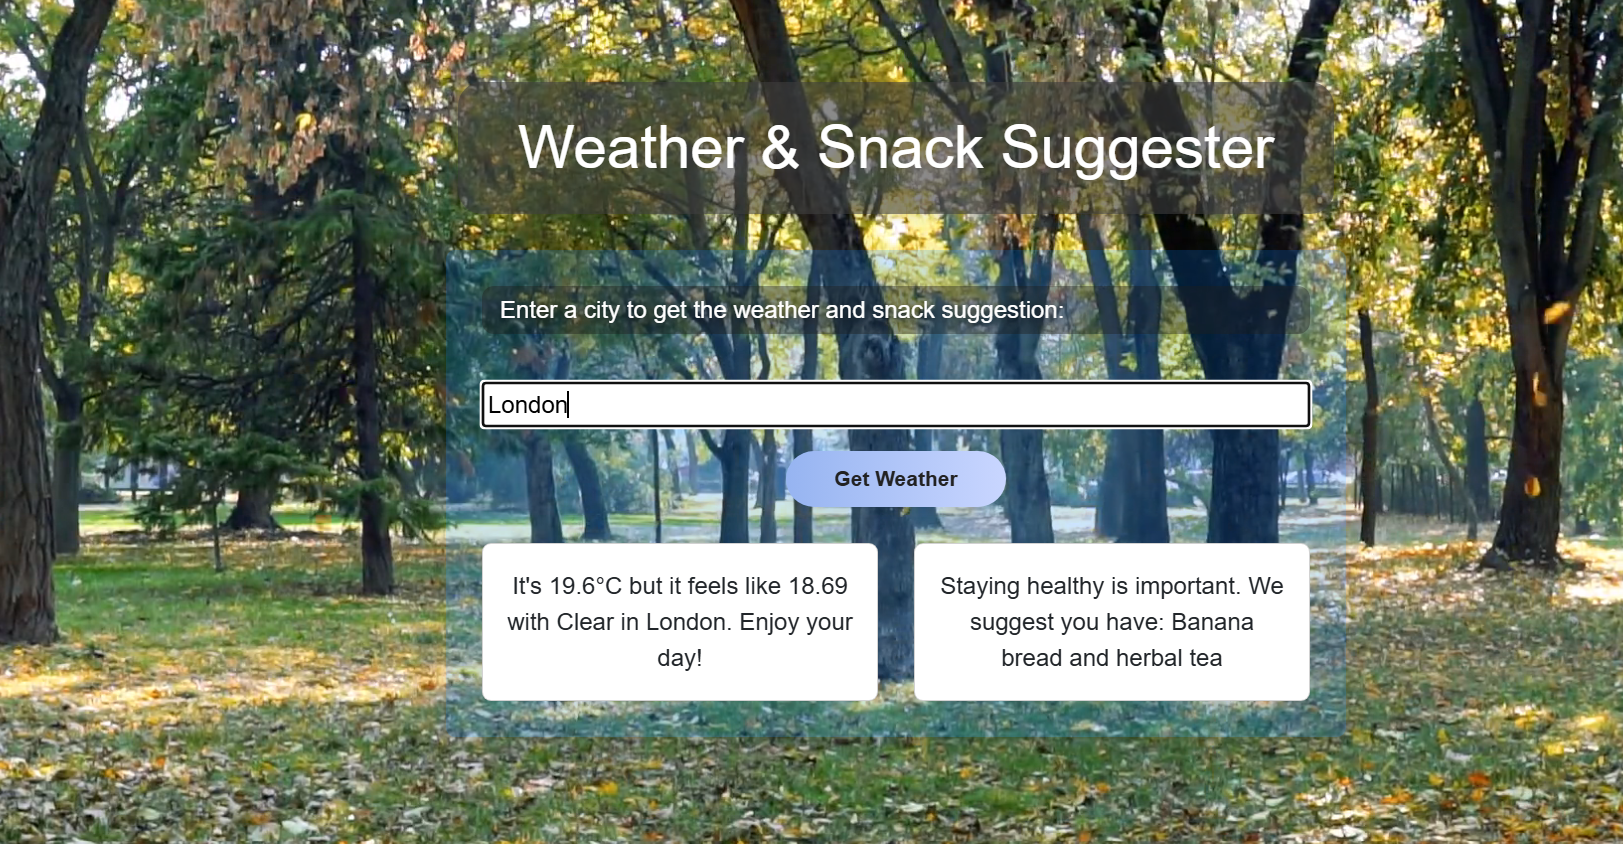 Weather & Snack Suggester
Enter a city to get the weather and snack suggestion:
London
Get Weather
It's 19.6°C but it feels like 18.69
with Clear in London. Enjoy your
day!
Staying healthy is important. We
suggest you have: Banana
bread and herbal tea